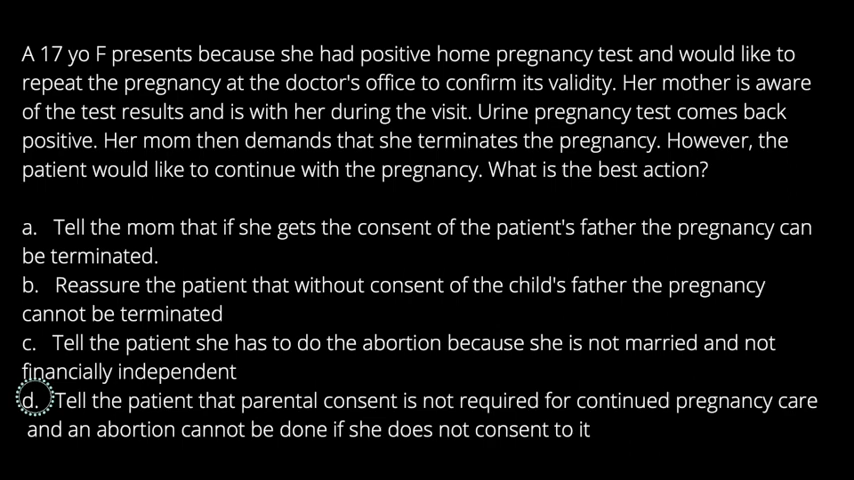 A 17 yo F presents because she had positive home pregnancy test and would like to
repeat the pregnancy at the doctor's office to confirm its validity. Her mother is aware
of the test results and is with her during the visit. Urine pregnancy test comes back
positive. Her mom then demands that she terminates the pregnancy. However, the
patient would like to continue with the pregnancy. What is the best action?
a. Tell the mom that if she gets the consent of the patient's father the pregnancy can
be terminated.
b. Reassure the patient that without consent of the child's father the pregnancy
cannot be terminated
c. Tell the patient she has to do the abortion because she is not married and not
financially independent
d. Tell the patient that parental consent is not required for continued pregnancy care
and an abortion cannot be done if she does not consent to it